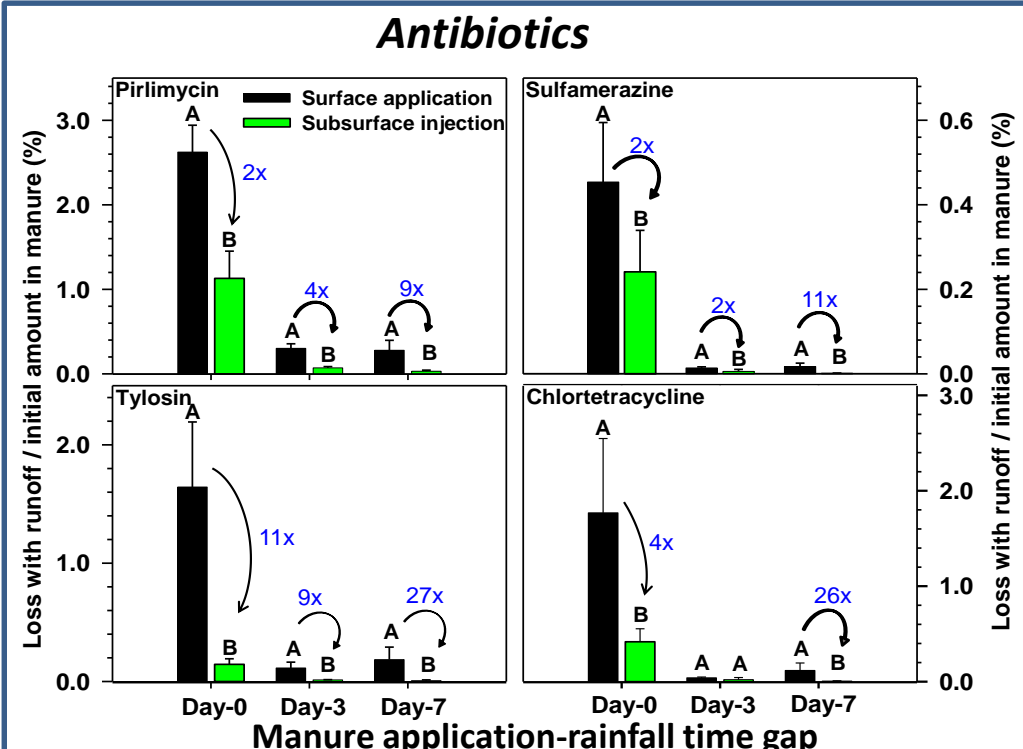 Antibiotics
Loss with runoff / initial amount in manure (%)
Pirlimycin
Surface application
Subsurface injection
3.0
2.0
1.0
0.0
A
2x
B
4x
A
B
9x
A
B
Sulfamerazine
0.6
0.4
0.2
0.0
A
2x
B
2x
A
B
11x
A
B
Tylosin
2.0
1.0
0.0
A
11x
B
9x
A
B
27x
A
B
Chlortetracycline
3.0
2.0
1.0
0.0
A
4x
B
A A
26x
A
B
Loss with runoff / initial amount in manure (%)
Day-0 Day-3 Day-7
Day-0 Day-3 Day-7
Manure application-rainfall time gap